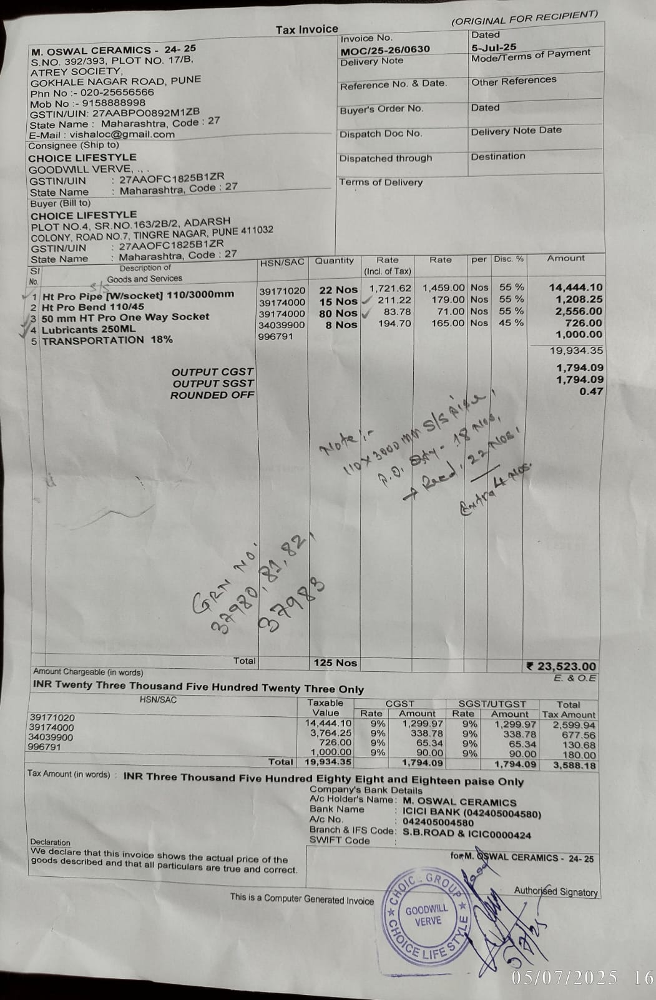 (ORIGINAL FOR RECIPIENT)
Tax Invoice
M. OSWAL CERAMICS - 24- 25
S.NO. 392/393, PLOT NO. 17/B,
ATREY SOCIETY,
GOKHALE NAGAR ROAD, PUNE
Phn No :- 020-25656566
Mob No :- 9158888998
GSTIN/UIN: 27AABPO0892M1ZB
State Name : Maharashtra, Code : 27
E-Mail : vishaloc@gmail.com
Invoice No.
MOC/25-26/0630
Dated
5-Jul-25
Delivery Note
Mode/Terms of Payment
Reference No. & Date.
Other References
Buyer's Order No.
Dated
Dispatch Doc No.
Delivery Note Date
Dispatched through
Destination
Terms of Delivery
Consignee (Ship to)
CHOICE LIFESTYLE
GOODWILL VERVE, ., .
GSTIN/UIN : 27AAOFC1825B1ZR
State Name : Maharashtra, Code : 27
Buyer (Bill to)
CHOICE LIFESTYLE
PLOT NO.4, SR.NO.163/2B/2, ADARSH
COLONY, ROAD NO.7, TINGRE NAGAR, PUNE 411032
GSTIN/UIN : 27AAOFC1825B1ZR
State Name : Maharashtra, Code : 27
Sl No. Description of Goods and Services HSN/SAC Quantity Rate (Incl. of Tax) Rate per Disc. % Amount
S/S
1 Ht Pro Pipe [W/socket] 110/3000mm 39171020 22 Nos 1,721.62 1,459.00 Nos 55 % 14,444.10
2 Ht Pro Bend 110/45 39174000 15 Nos 211.22 179.00 Nos 55 % 1,208.25
3 50 mm HT Pro One Way Socket 39174000 80 Nos 83.78 71.00 Nos 55 % 2,556.00
4 Lubricants 250ML 34039900 8 Nos 194.70 165.00 Nos 45 % 726.00
5 TRANSPORTATION 18% 996791 1,000.00
19,934.35
OUTPUT CGST 1,794.09
OUTPUT SGST 1,794.09
ROUNDED OFF 0.47
Note :-
110 x 3000 mm S/S Pipe,
P.O. Qty - 18 Nos,
→ Recd. 22 Nos,
Extra 4 Nos.
GRN NO.
37980, 81, 82,
37983
Total 125 Nos ₹ 23,523.00
Amount Chargeable (in words) E. & O.E
INR Twenty Three Thousand Five Hundred Twenty Three Only
HSN/SAC Taxable Value CGST Rate Amount SGST/UTGST Rate Amount Total Tax Amount
39171020 14,444.10 9% 1,299.97 9% 1,299.97 2,599.94
39174000 3,764.25 9% 338.78 9% 338.78 677.56
34039900 726.00 9% 65.34 9% 65.34 130.68
996791 1,000.00 9% 90.00 9% 90.00 180.00
Total 19,934.35 1,794.09 1,794.09 3,588.18
Tax Amount (in words) : INR Three Thousand Five Hundred Eighty Eight and Eighteen paise Only
Company's Bank Details
A/c Holder's Name : M. OSWAL CERAMICS
Bank Name : ICICI BANK (042405004580)
A/c No. : 042405004580
Branch & IFS Code: S.B.ROAD & ICIC0000424
SWIFT Code :
Declaration
We declare that this invoice shows the actual price of the
goods described and that all particulars are true and correct.
for M. OSWAL CERAMICS - 24- 25
Authorised Signatory
This is a Computer Generated Invoice
CHOICE GROUP
GOODWILL
VERVE
CHOICE LIFE STYLE
5/7/25
05/07/2025 16